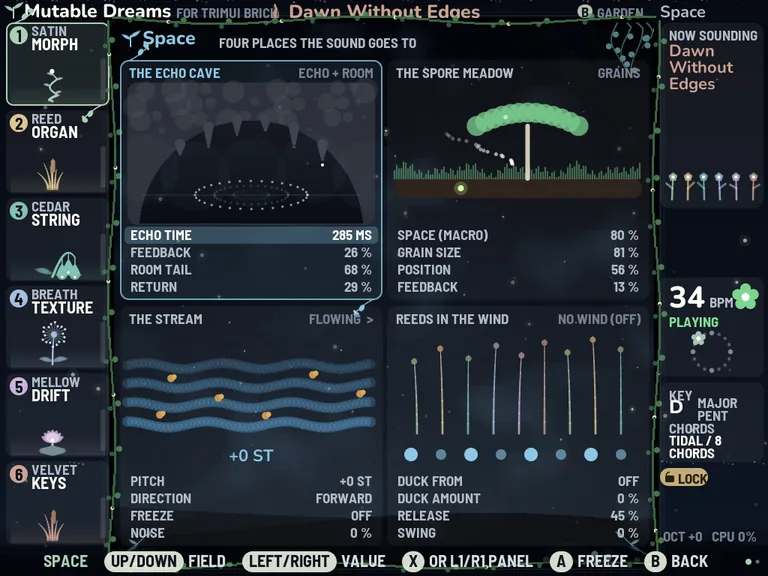 Mutable Dreams FOR TRIMUI BRICK Dawn Without Edges B GARDEN Space
1 SATIN
MORPH
2 REED
ORGAN
3 CEDAR
STRING
4 BREATH
TEXTURE
5 MELLOW
DRIFT
6 VELVET
KEYS
Space FOUR PLACES THE SOUND GOES TO
THE ECHO CAVE ECHO + ROOM
ECHO TIME 285 MS
FEEDBACK 26 %
ROOM TAIL 68 %
RETURN 29 %
THE SPORE MEADOW GRAINS
SPACE (MACRO) 80 %
GRAIN SIZE 81 %
POSITION 56 %
FEEDBACK 13 %
THE STREAM FLOWING >
+0 ST
PITCH +0 ST
DIRECTION FORWARD
FREEZE OFF
NOISE 0 %
REEDS IN THE WIND NO WIND (OFF)
DUCK FROM OFF
DUCK AMOUNT 0 %
RELEASE 45 %
SWING 0 %
NOW SOUNDING
Dawn
Without
Edges
34 BPM
PLAYING
KEY
D MAJOR
PENT
CHORDS
TIDAL / 8
CHORDS
LOCK
OCT +0 CPU 0%
SPACE UP/DOWN FIELD LEFT/RIGHT VALUE X OR L1/R1,PANEL A FREEZE B BACK